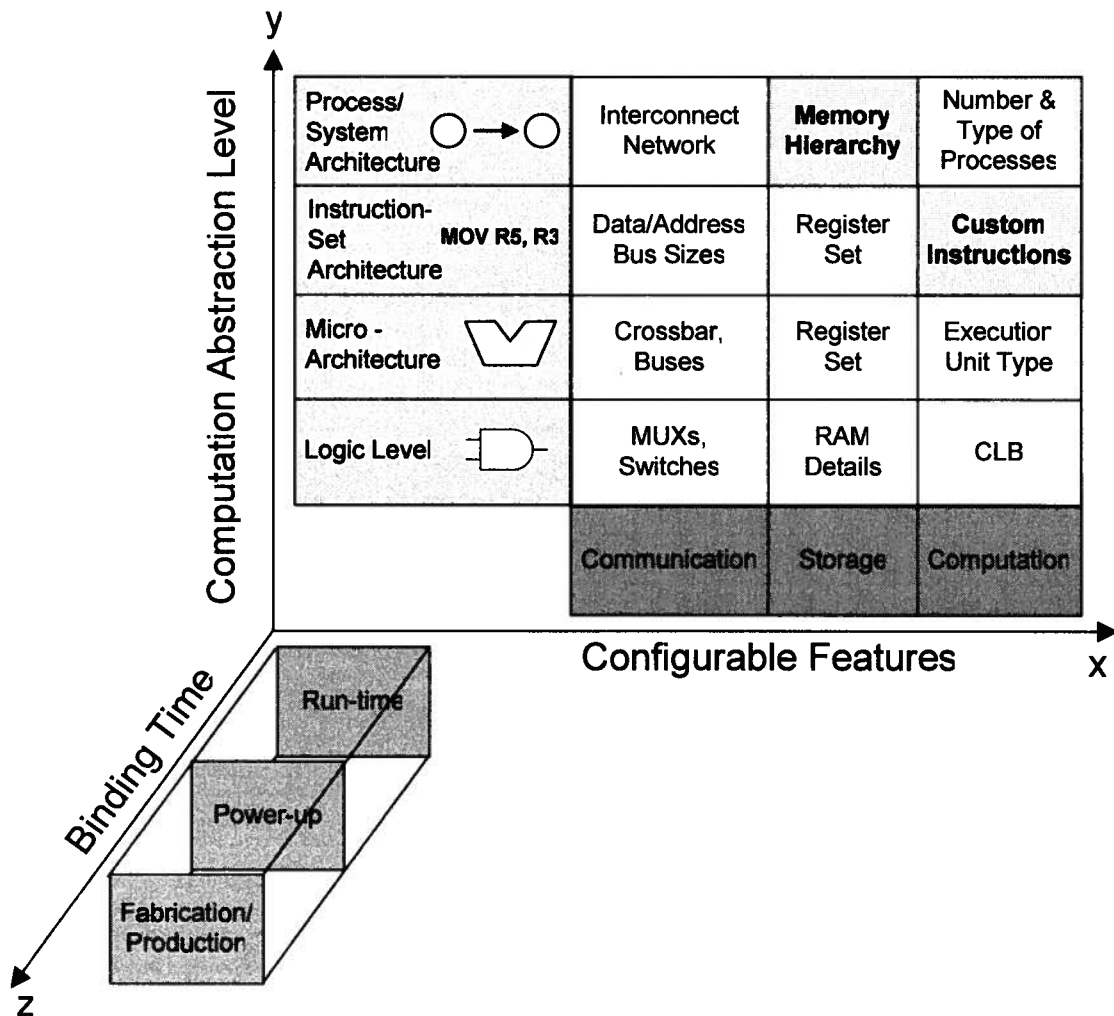 y
Computation Abstraction Level
Process/
System
Architecture
Interconnect
Network
Memory
Hierarchy
Number &
Type of
Processes
Instruction-
Set
Architecture
MOV R5, R3
Data/Address
Bus Sizes
Register
Set
Custom
Instructions
Micro -
Architecture
Crossbar,
Buses
Register
Set
Execution
Unit Type
Logic Level
MUXs,
Switches
RAM
Details
CLB
Communication
Storage
Computation
Configurable Features
x
Binding Time
Run-time
Power-up
Fabrication/
Production
z